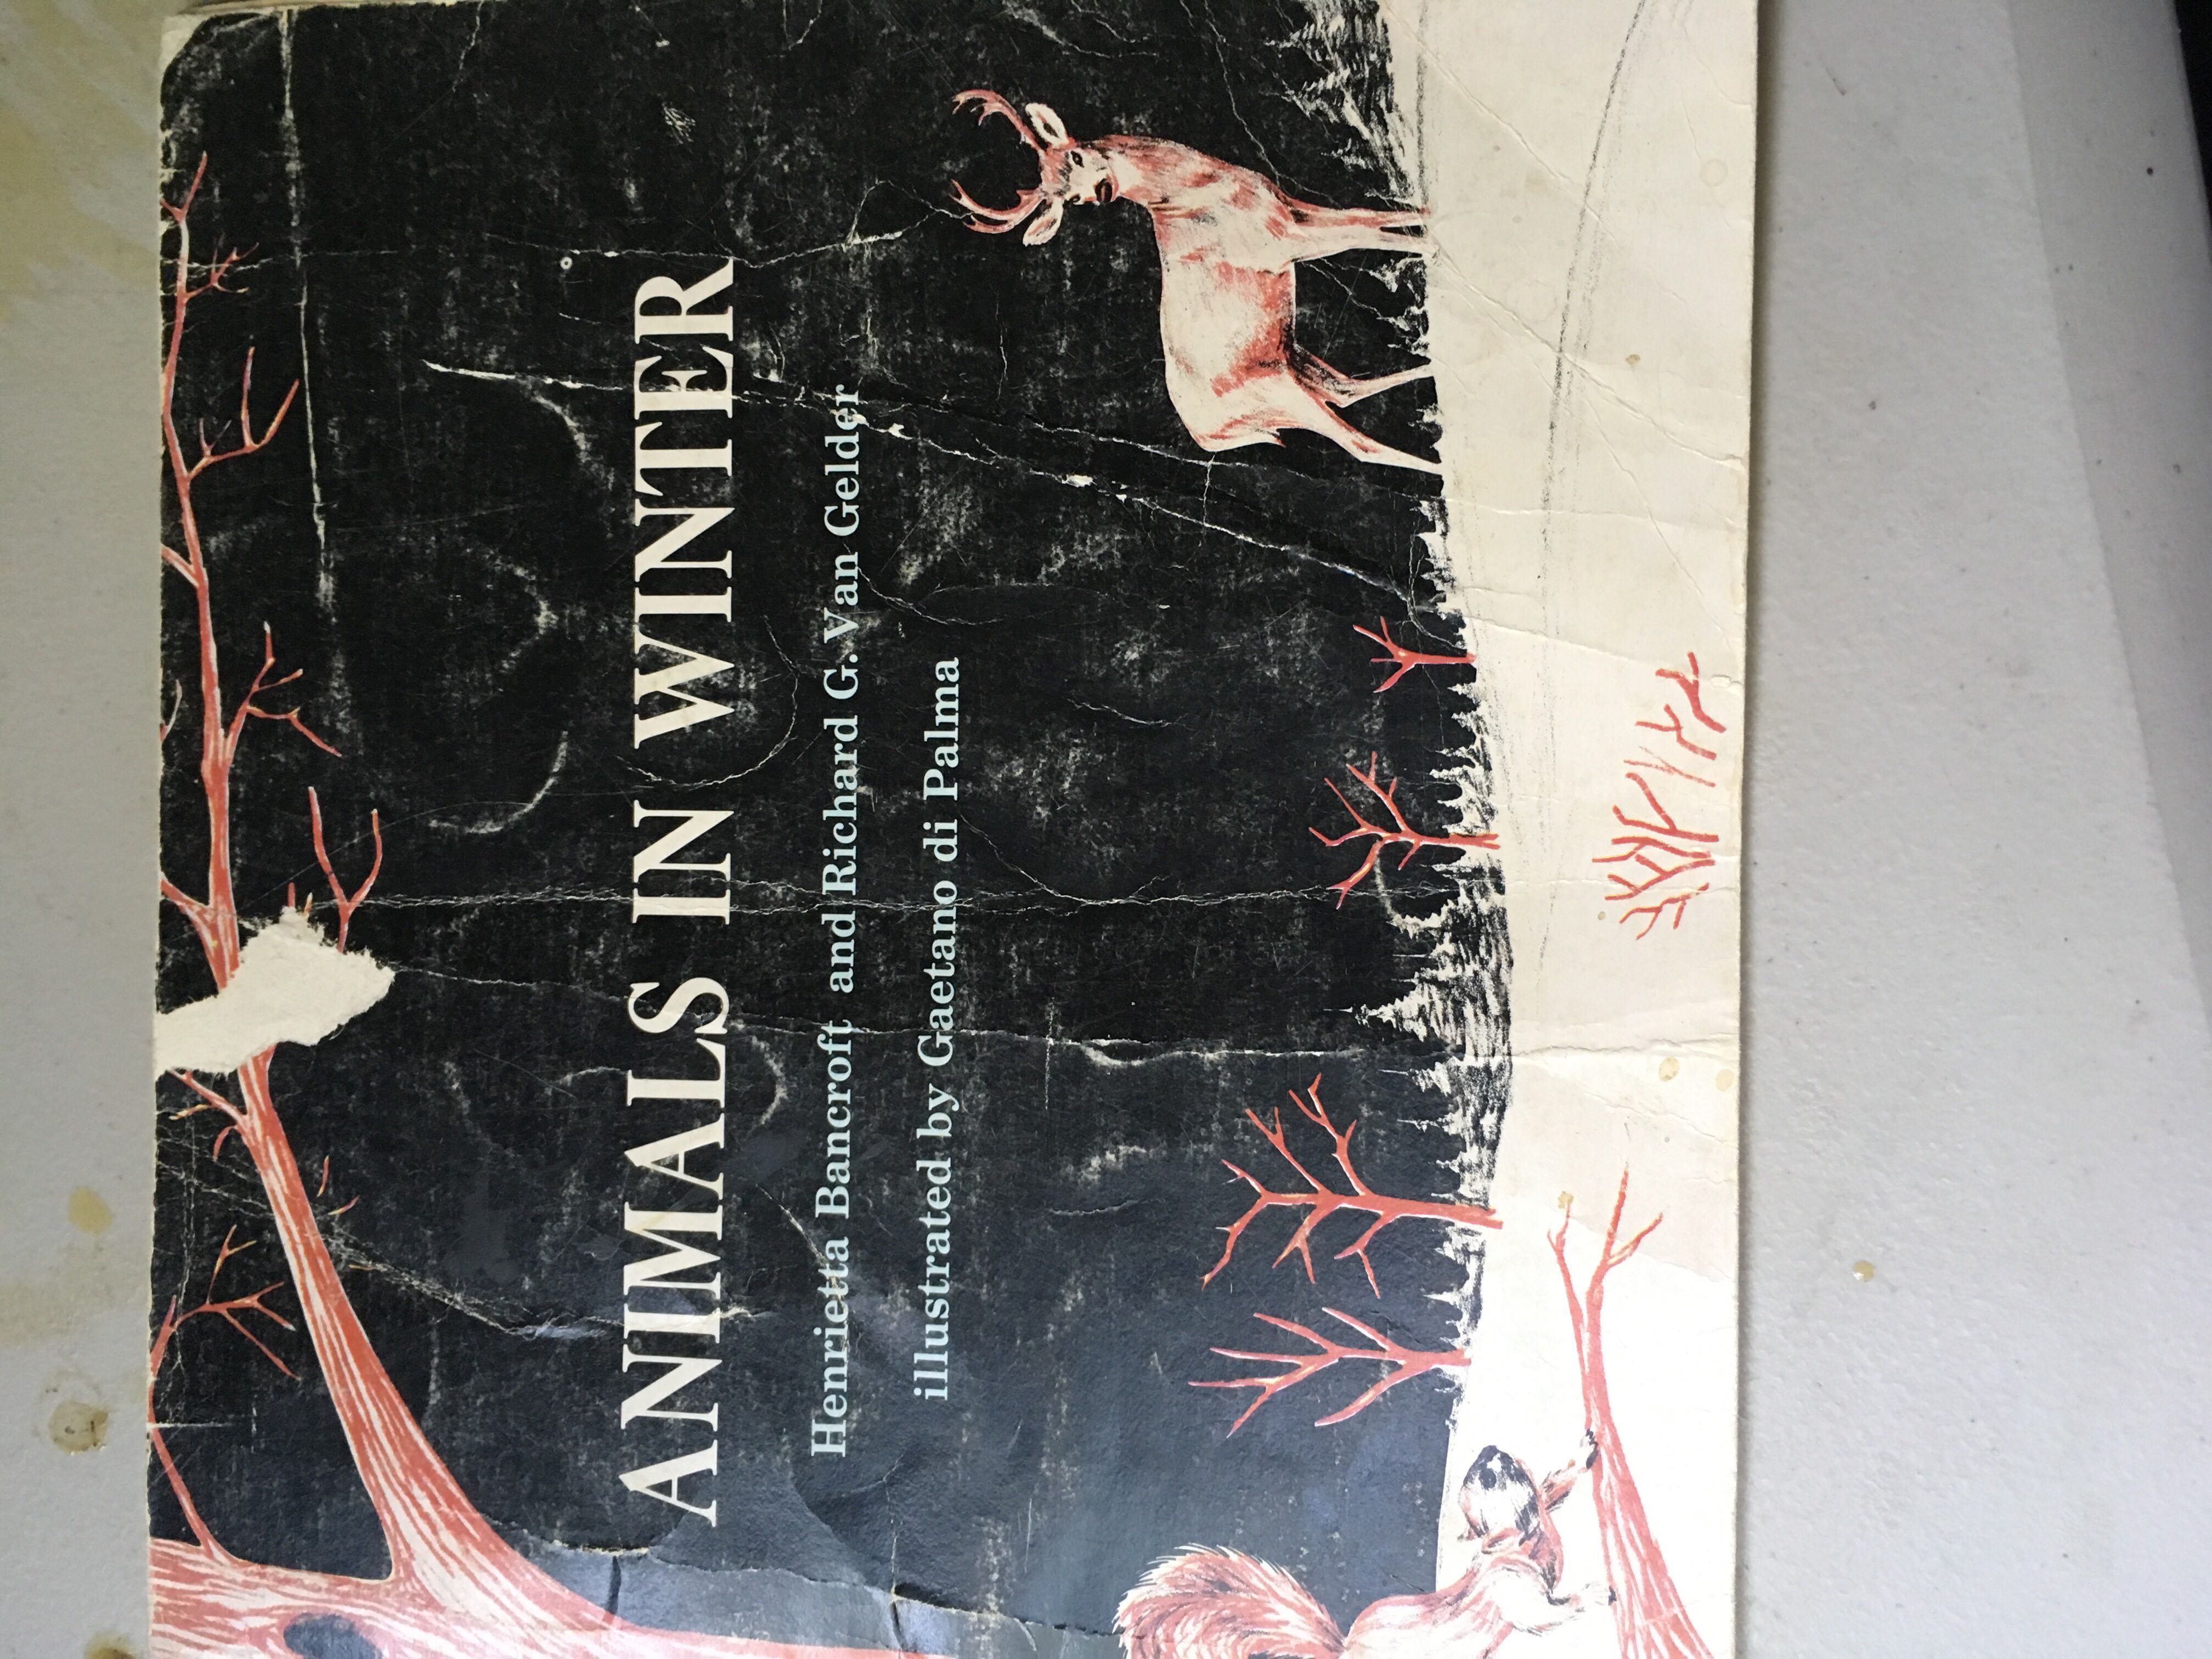 ANIMALS IN WINTER
Henrietta Bancroft and Richard G. Van Gelder
illustrated by Gaetano di Palma